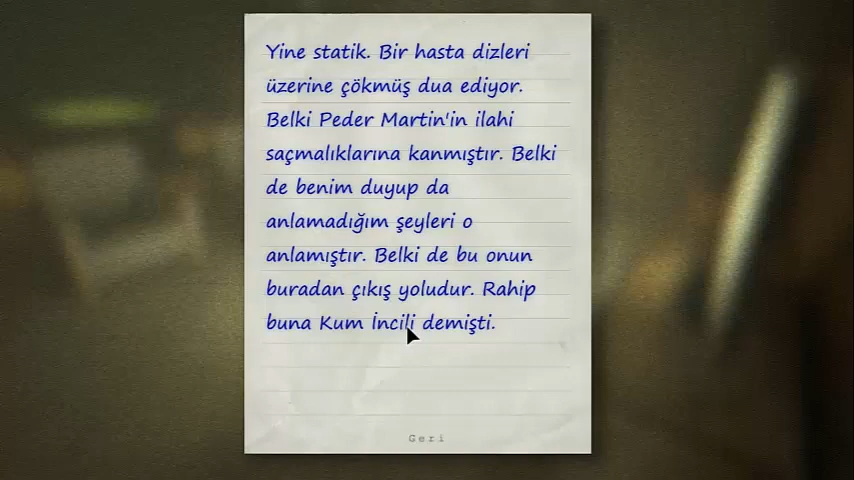 Yine statik. Bir hasta dizleri
üzerine çökmüş dua ediyor.
Belki Peder Martin'in ilahi
saçmalıklarına kanmıştır. Belki
de benim duyup da
anlamadığım şeyleri o
anlamıştır. Belki de bu onun
buradan çıkış yoludur. Rahip
buna Kum İncili demişti.
Geri